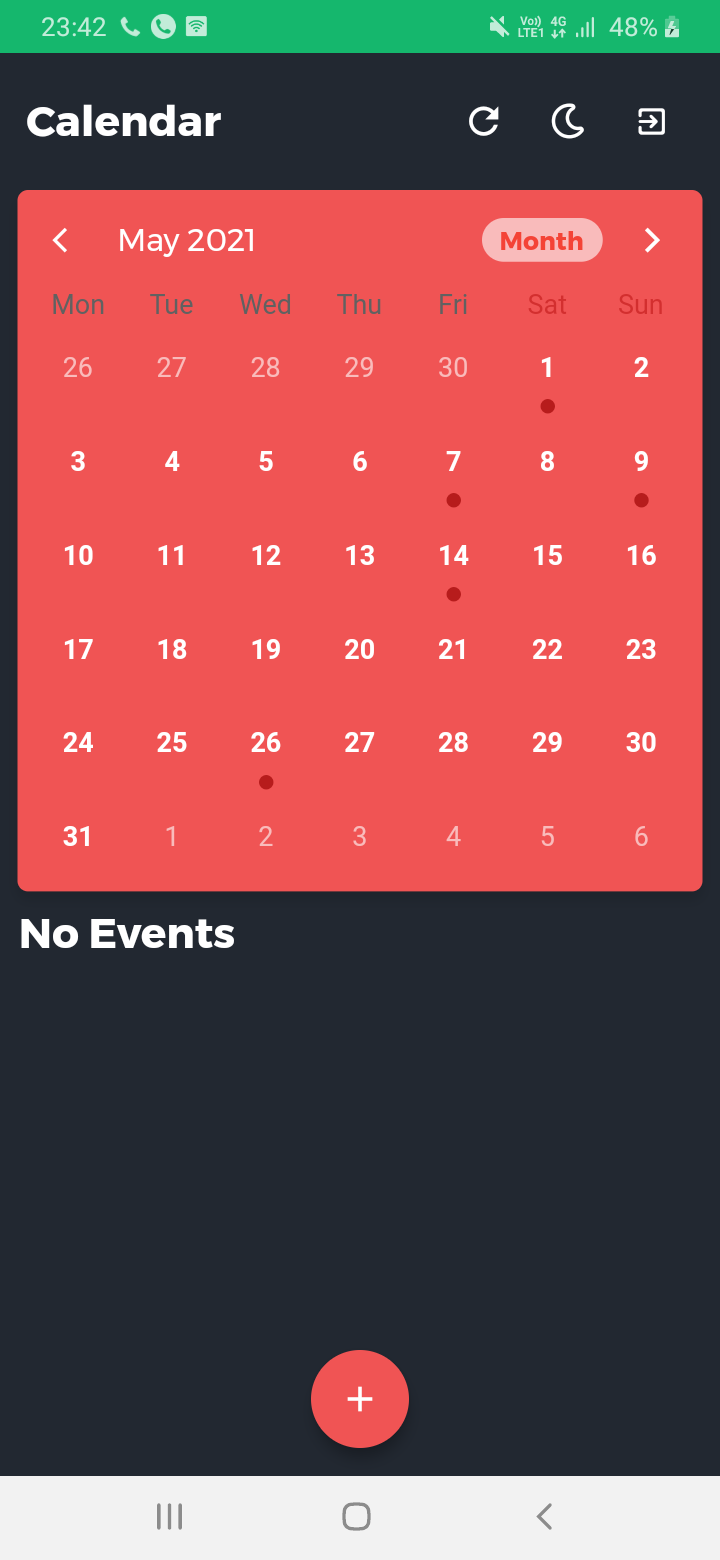 23:42 Vo)) LTE1 4G 48%
Calendar
May 2021 Month
Mon Tue Wed Thu Fri Sat Sun
26 27 28 29 30 1 2
3 4 5 6 7 8 9
10 11 12 13 14 15 16
17 18 19 20 21 22 23
24 25 26 27 28 29 30
31 1 2 3 4 5 6
No Events